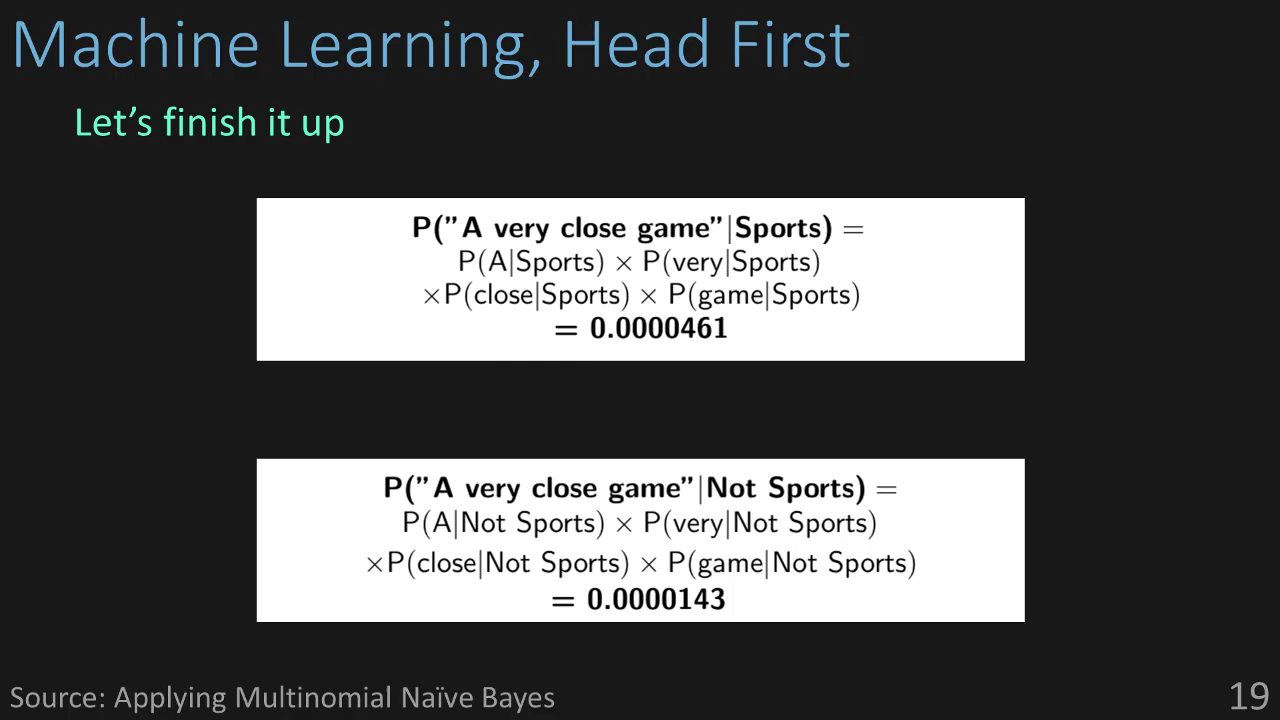 Machine Learning, Head First
Let’s finish it up
P(”A very close game”|Sports) =
P(A|Sports) × P(very|Sports)
×P(close|Sports) × P(game|Sports)
= 0.0000461
P(”A very close game”|Not Sports) =
P(A|Not Sports) × P(very|Not Sports)
×P(close|Not Sports) × P(game|Not Sports)
= 0.0000143
Source: Applying Multinomial Naïve Bayes
19